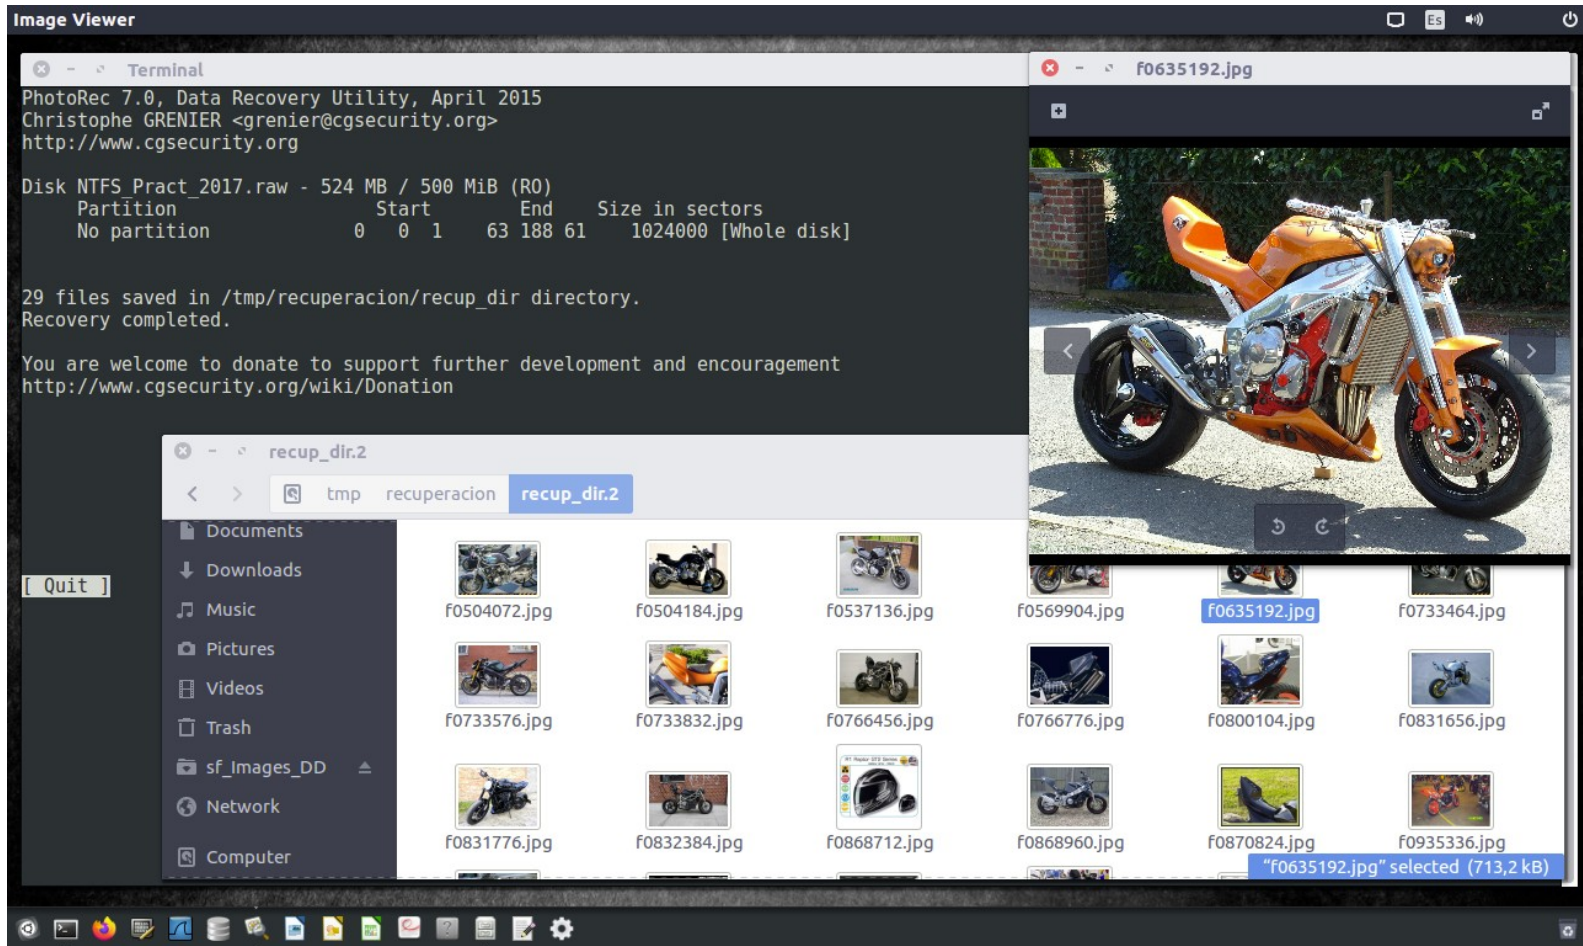 Image Viewer
Es
Terminal
PhotoRec 7.0, Data Recovery Utility, April 2015
Christophe GRENIER <grenier@cgsecurity.org>
http://www.cgsecurity.org
Disk NTFS_Pract_2017.raw - 524 MB / 500 MiB (RO)
Partition Start End Size in sectors
No partition 0 0 1 63 188 61 1024000 [Whole disk]
29 files saved in /tmp/recuperacion/recup_dir directory.
Recovery completed.
You are welcome to donate to support further development and encouragement
http://www.cgsecurity.org/wiki/Donation
[ Quit ]
f0635192.jpg
recup_dir.2
tmp recuperacion recup_dir.2
Documents
Downloads
Music
Pictures
Videos
Trash
sf_Images_DD
Network
Computer
f0504072.jpg f0504184.jpg f0537136.jpg f0569904.jpg f0635192.jpg f0733464.jpg
f0733576.jpg f0733832.jpg f0766456.jpg f0766776.jpg f0800104.jpg f0831656.jpg
f0831776.jpg f0832384.jpg f0868712.jpg f0868960.jpg f0870824.jpg f0935336.jpg
“f0635192.jpg” selected (713,2 kB)